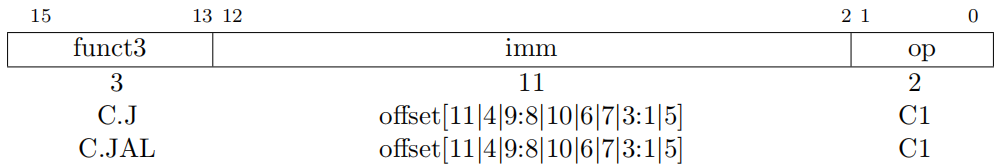 15 13 12 2 1 0
funct3 imm op
3 11 2
C.J offset[11|4|9:8|10|6|7|3:1|5] C1
C.JAL offset[11|4|9:8|10|6|7|3:1|5] C1